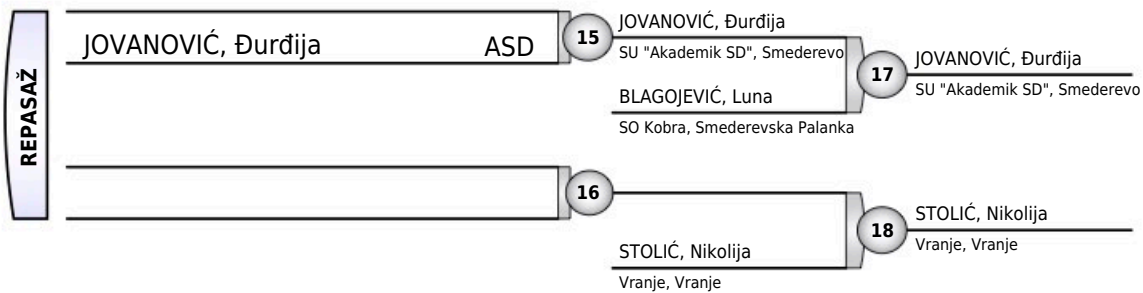 REPASAŽ
JOVANOVIĆ, Đurđija ASD
15
JOVANOVIĆ, Đurđija
SU "Akademik SD", Smederevo
BLAGOJEVIĆ, Luna
SO Kobra, Smederevska Palanka
17
JOVANOVIĆ, Đurđija
SU "Akademik SD", Smederevo
16
STOLIĆ, Nikolija
Vranje, Vranje
18
STOLIĆ, Nikolija
Vranje, Vranje